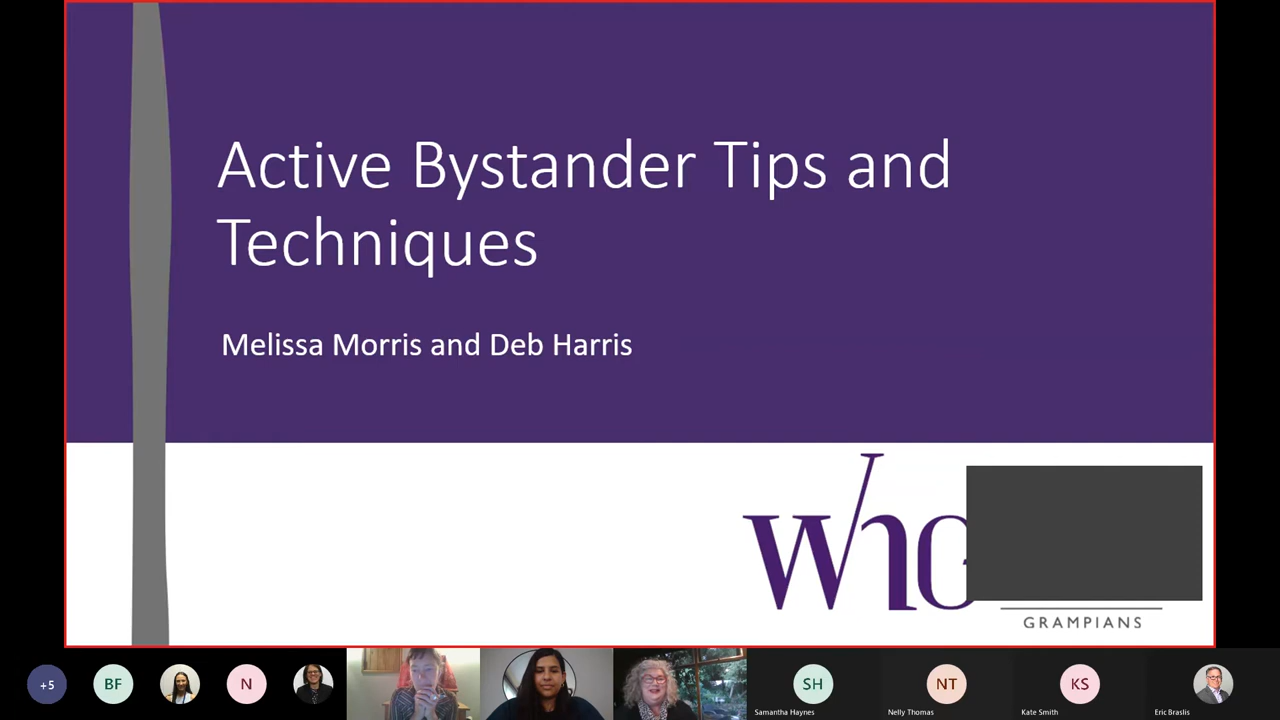 Active Bystander Tips and
Techniques
Melissa Morris and Deb Harris
whG
GRAMPIANS
+5
BF
N
SH
NT
KS
Samantha Haynes
Nelly Thomas
Kate Smith
Eric Braslis